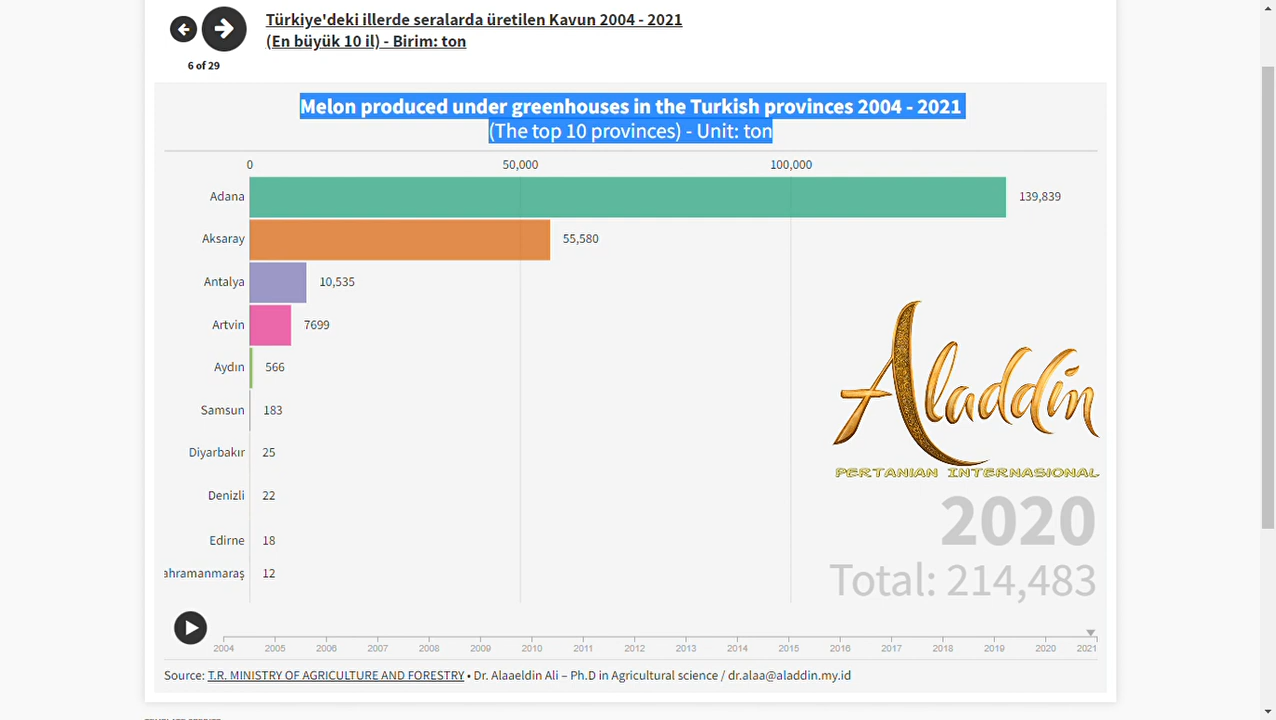 Türkiye'deki illerde seralarda üretilen Kavun 2004 - 2021
(En büyük 10 il) - Birim: ton
6 of 29
Melon produced under greenhouses in the Turkish provinces 2004 - 2021
(The top 10 provinces) - Unit: ton
0 50,000 100,000
Adana 139,839
Aksaray 55,580
Antalya 10,535
Artvin 7699
Aydın 566
Samsun 183
Diyarbakır 25
Denizli 22
Edirne 18
ahramanmaraş 12
Aladdin
PERTANIAN INTERNASIONAL
2020
Total: 214,483
2004 2005 2006 2007 2008 2009 2010 2012 2013 2014 2015 2016 2017 2018 2019 2020 2021
Source: T.R. MINISTRY OF AGRICULTURE AND FORESTRY • Dr. Alaaeldin Ali – Ph.D in Agricultural science / dr.alaa@aladdin.my.id